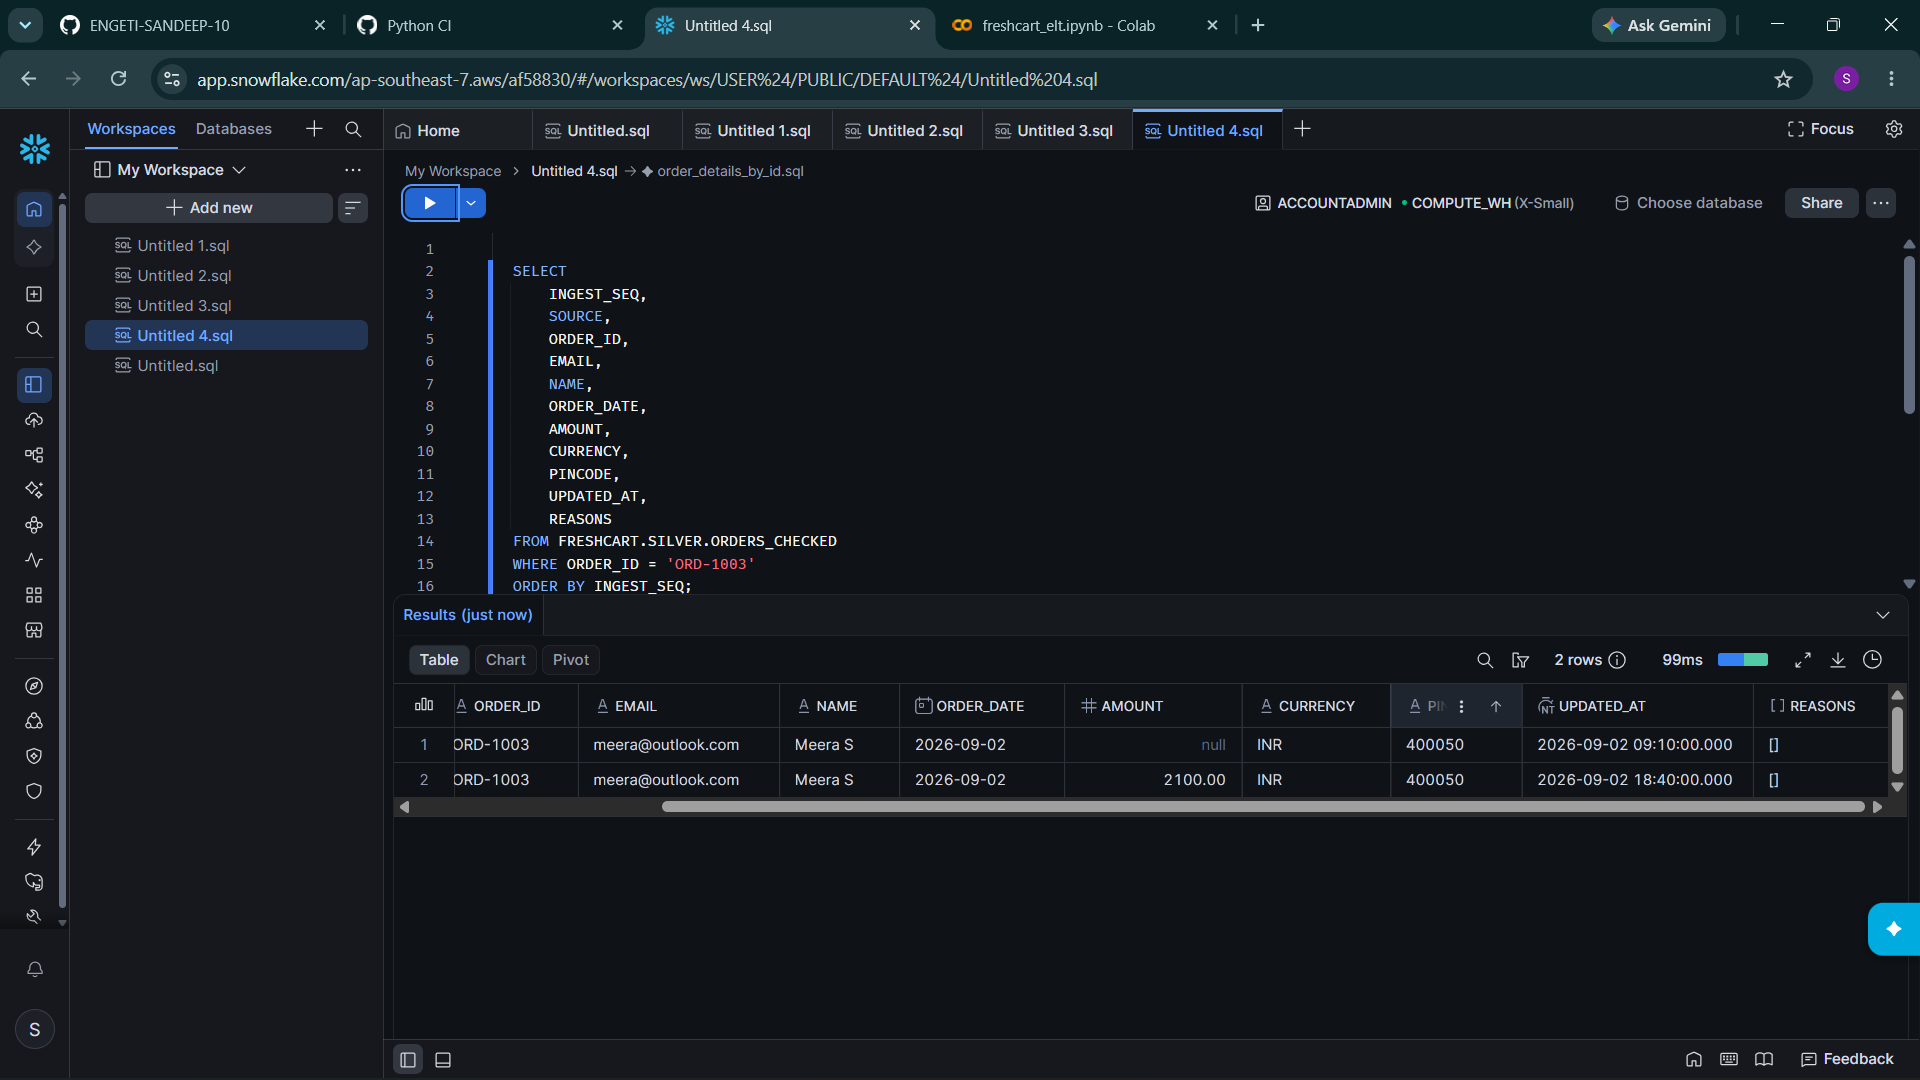 ENGETI-SANDEEP-10
Python CI
Untitled 4.sql
freshcart_elt.ipynb - Colab
Ask Gemini
app.snowflake.com/ap-southeast-7.aws/af58830/#/workspaces/ws/USER%24/PUBLIC/DEFAULT%24/Untitled%204.sql
S
Workspaces
Databases
Home
Untitled.sql
Untitled 1.sql
Untitled 2.sql
Untitled 3.sql
Untitled 4.sql
Focus
My Workspace
Add new
Untitled 1.sql
Untitled 2.sql
Untitled 3.sql
Untitled 4.sql
Untitled.sql
My Workspace > Untitled 4.sql → order_details_by_id.sql
ACCOUNTADMIN • COMPUTE_WH (X-Small)
Choose database
Share
1
2 SELECT
3 INGEST_SEQ,
4 SOURCE,
5 ORDER_ID,
6 EMAIL,
7 NAME,
8 ORDER_DATE,
9 AMOUNT,
10 CURRENCY,
11 PINCODE,
12 UPDATED_AT,
13 REASONS
14 FROM FRESHCART.SILVER.ORDERS_CHECKED
15 WHERE ORDER_ID = 'ORD-1003'
16 ORDER BY INGEST_SEQ;
Results (just now)
Table Chart Pivot
2 rows
99ms
A ORDER_ID A EMAIL A NAME ORDER_DATE # AMOUNT A CURRENCY A PIN UPDATED_AT [ ] REASONS
1 ORD-1003 meera@outlook.com Meera S 2026-09-02 null INR 400050 2026-09-02 09:10:00.000 []
2 ORD-1003 meera@outlook.com Meera S 2026-09-02 2100.00 INR 400050 2026-09-02 18:40:00.000 []
S
Feedback